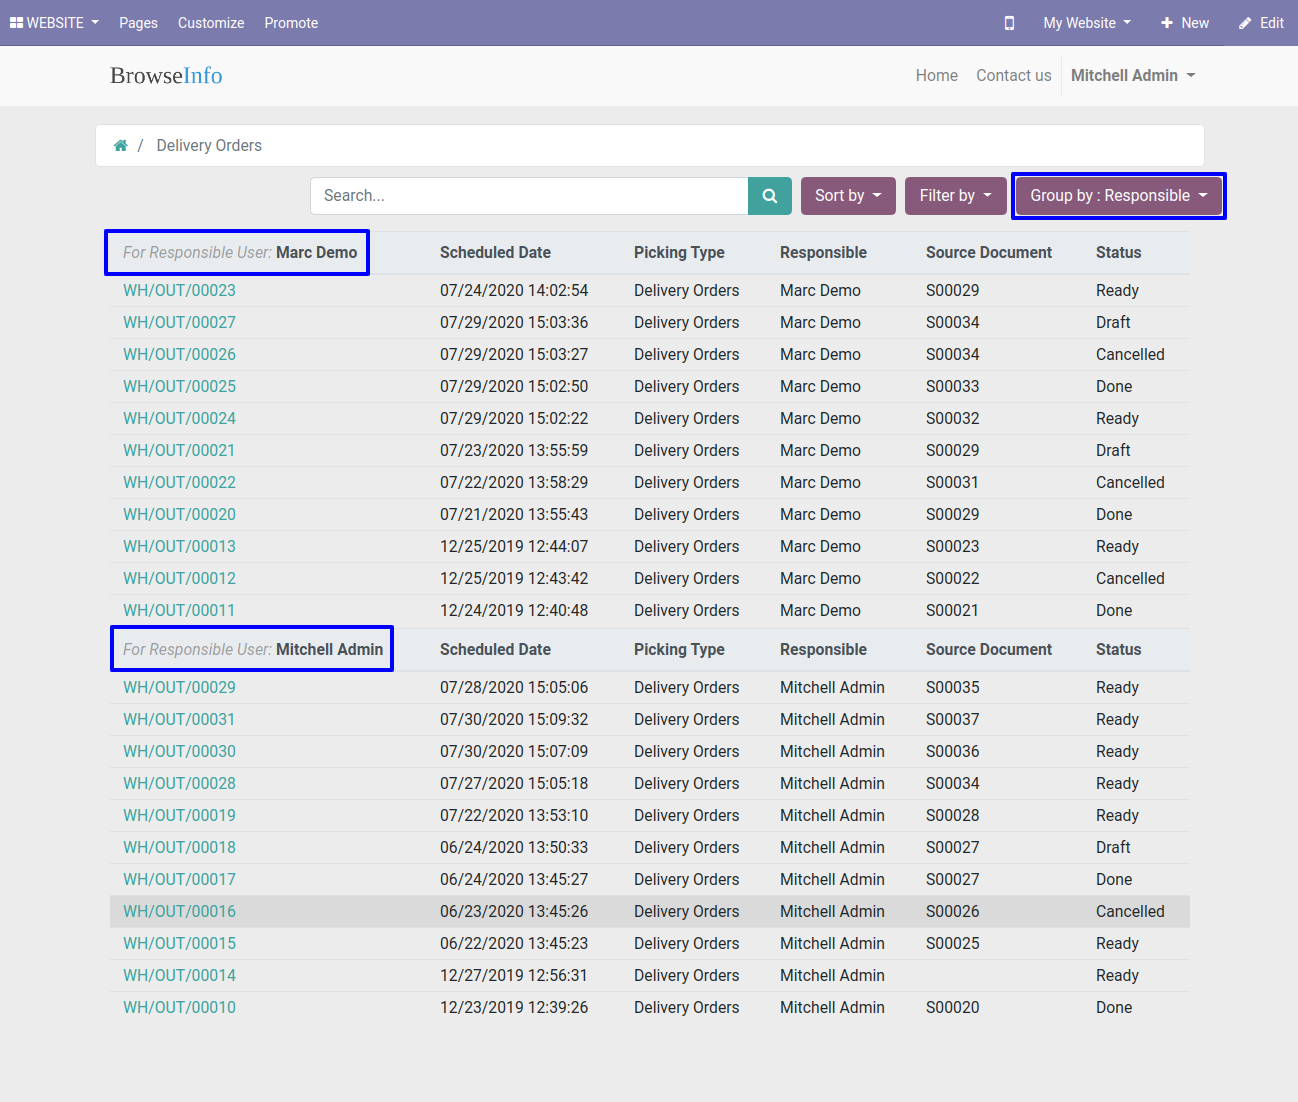 WEBSITE Pages Customize Promote My Website New Edit
BrowseInfo Home Contact us Mitchell Admin
/ Delivery Orders
Search... Sort by Filter by Group by : Responsible
For Responsible User: Marc Demo Scheduled Date Picking Type Responsible Source Document Status
WH/OUT/00023 07/24/2020 14:02:54 Delivery Orders Marc Demo S00029 Ready
WH/OUT/00027 07/29/2020 15:03:36 Delivery Orders Marc Demo S00034 Draft
WH/OUT/00026 07/29/2020 15:03:27 Delivery Orders Marc Demo S00034 Cancelled
WH/OUT/00025 07/29/2020 15:02:50 Delivery Orders Marc Demo S00033 Done
WH/OUT/00024 07/29/2020 15:02:22 Delivery Orders Marc Demo S00032 Ready
WH/OUT/00021 07/23/2020 13:55:59 Delivery Orders Marc Demo S00029 Draft
WH/OUT/00022 07/22/2020 13:58:29 Delivery Orders Marc Demo S00031 Cancelled
WH/OUT/00020 07/21/2020 13:55:43 Delivery Orders Marc Demo S00029 Done
WH/OUT/00013 12/25/2019 12:44:07 Delivery Orders Marc Demo S00023 Ready
WH/OUT/00012 12/25/2019 12:43:42 Delivery Orders Marc Demo S00022 Cancelled
WH/OUT/00011 12/24/2019 12:40:48 Delivery Orders Marc Demo S00021 Done
For Responsible User: Mitchell Admin Scheduled Date Picking Type Responsible Source Document Status
WH/OUT/00029 07/28/2020 15:05:06 Delivery Orders Mitchell Admin S00035 Ready
WH/OUT/00031 07/30/2020 15:09:32 Delivery Orders Mitchell Admin S00037 Ready
WH/OUT/00030 07/30/2020 15:07:09 Delivery Orders Mitchell Admin S00036 Ready
WH/OUT/00028 07/27/2020 15:05:18 Delivery Orders Mitchell Admin S00034 Ready
WH/OUT/00019 07/22/2020 13:53:10 Delivery Orders Mitchell Admin S00028 Ready
WH/OUT/00018 06/24/2020 13:50:33 Delivery Orders Mitchell Admin S00027 Draft
WH/OUT/00017 06/24/2020 13:45:27 Delivery Orders Mitchell Admin S00027 Done
WH/OUT/00016 06/23/2020 13:45:26 Delivery Orders Mitchell Admin S00026 Cancelled
WH/OUT/00015 06/22/2020 13:45:23 Delivery Orders Mitchell Admin S00025 Ready
WH/OUT/00014 12/27/2019 12:56:31 Delivery Orders Mitchell Admin Ready
WH/OUT/00010 12/23/2019 12:39:26 Delivery Orders Mitchell Admin S00020 Done